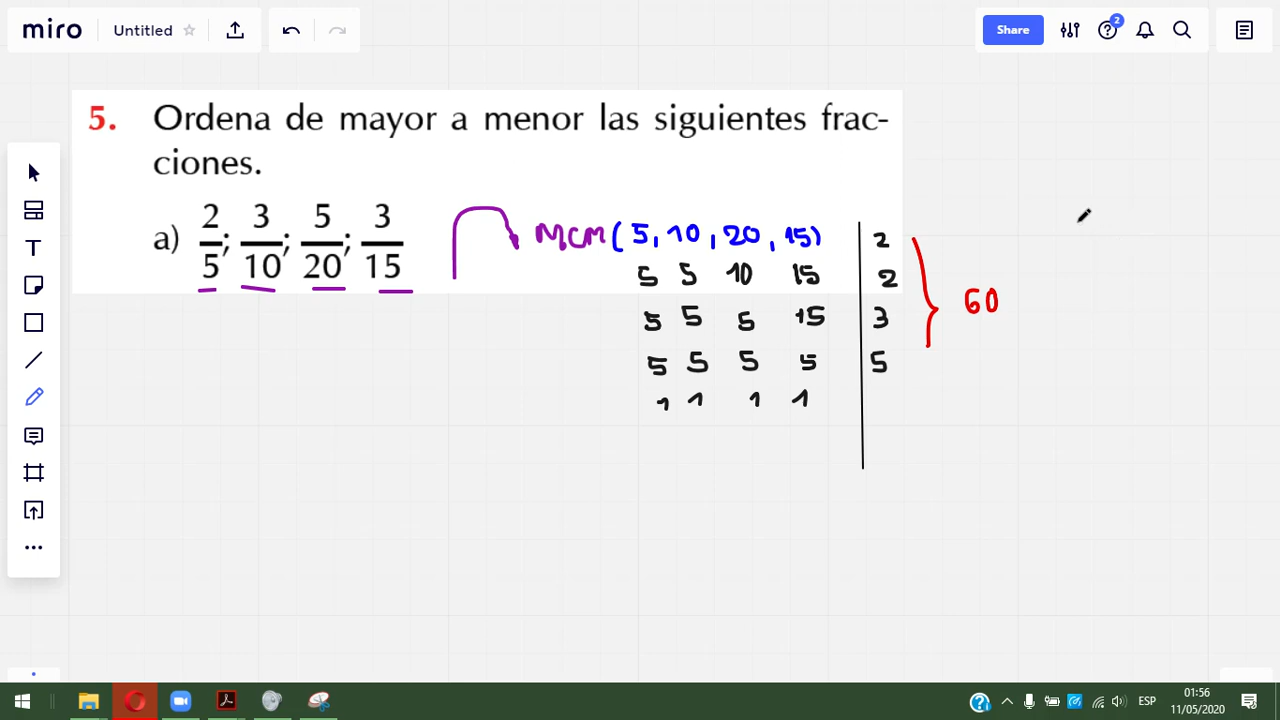 miro Untitled Share 2
5. Ordena de mayor a menor las siguientes frac-
ciones.
a) 2/5; 3/10; 5/20; 3/15
MCM (5, 10, 20, 15) 2
5 5 10 15 2
5 5 5 15 3
5 5 5 5 5
1 1 1 1
60
T
ESP 01:56
11/05/2020